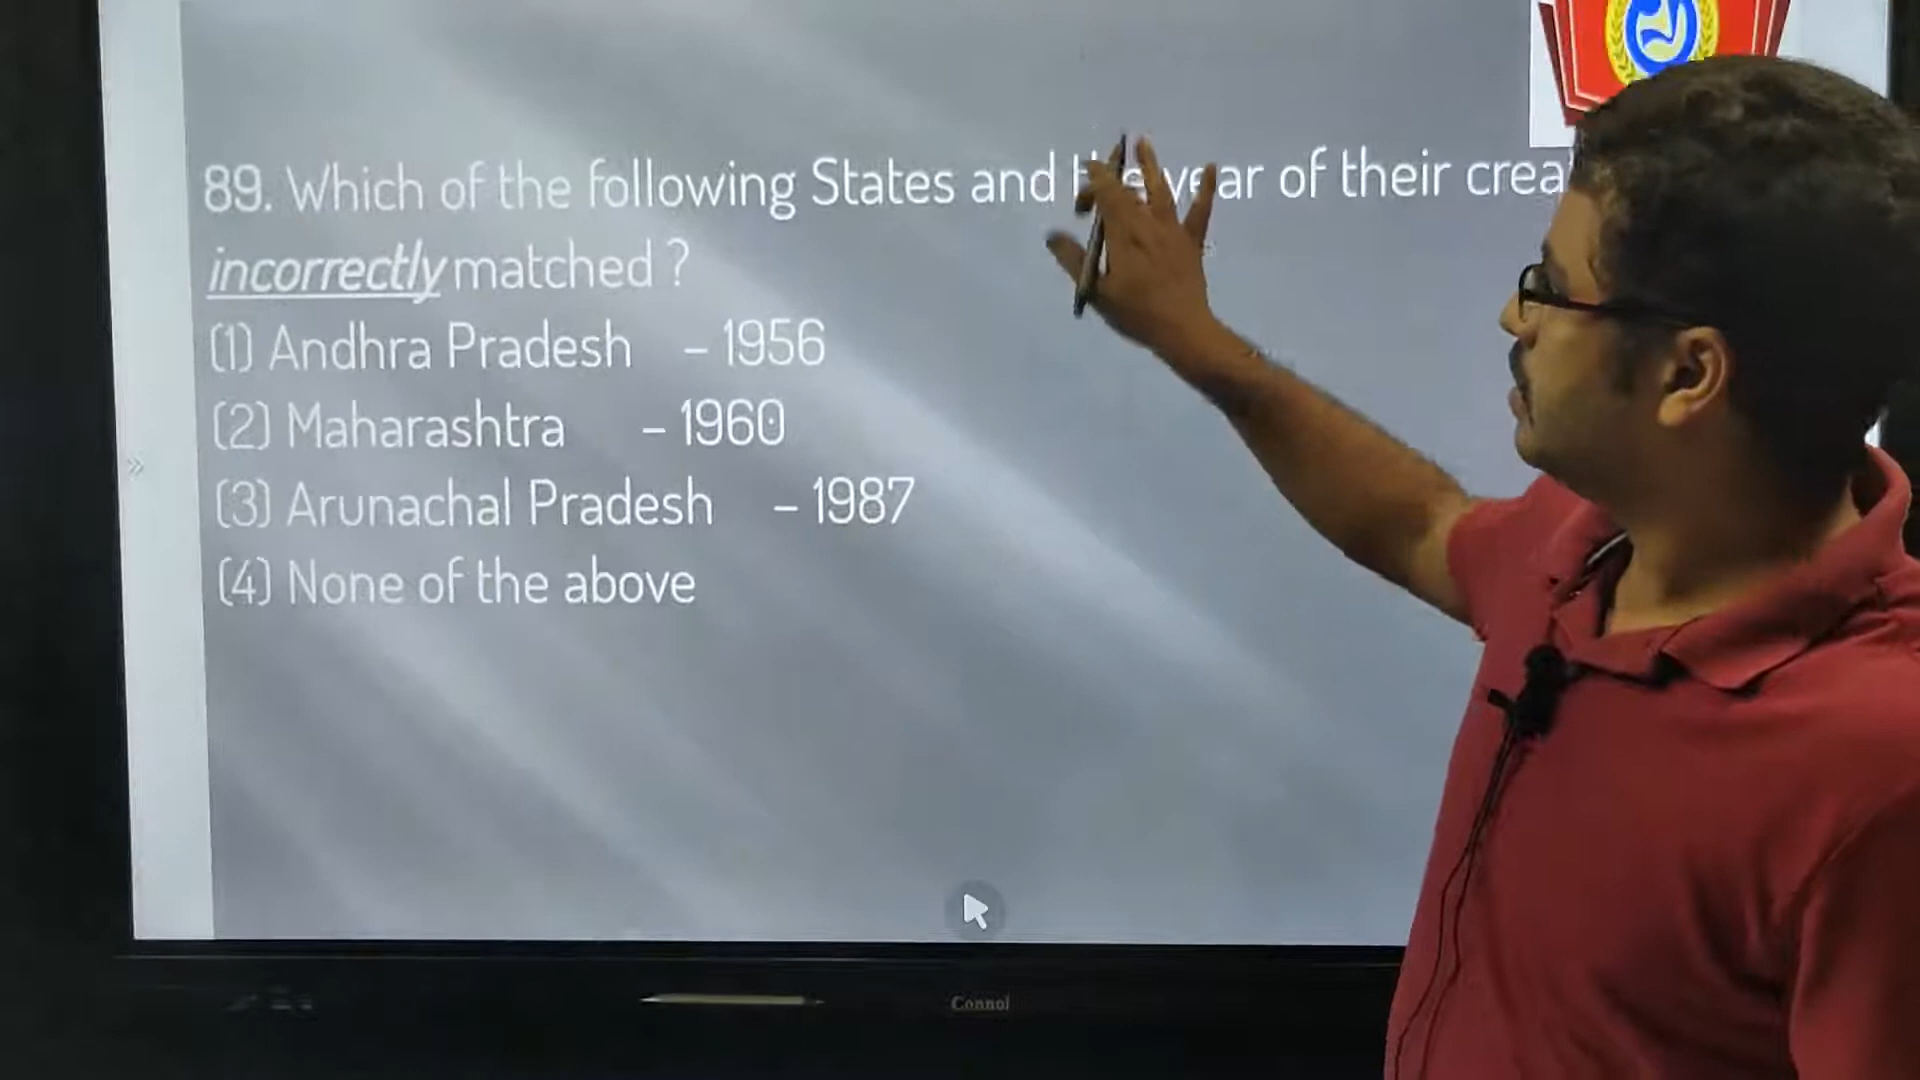 89. Which of the following States and the year of their crea
incorrectly matched ?
(1) Andhra Pradesh – 1956
(2) Maharashtra – 1960
(3) Arunachal Pradesh – 1987
(4) None of the above
Connoi